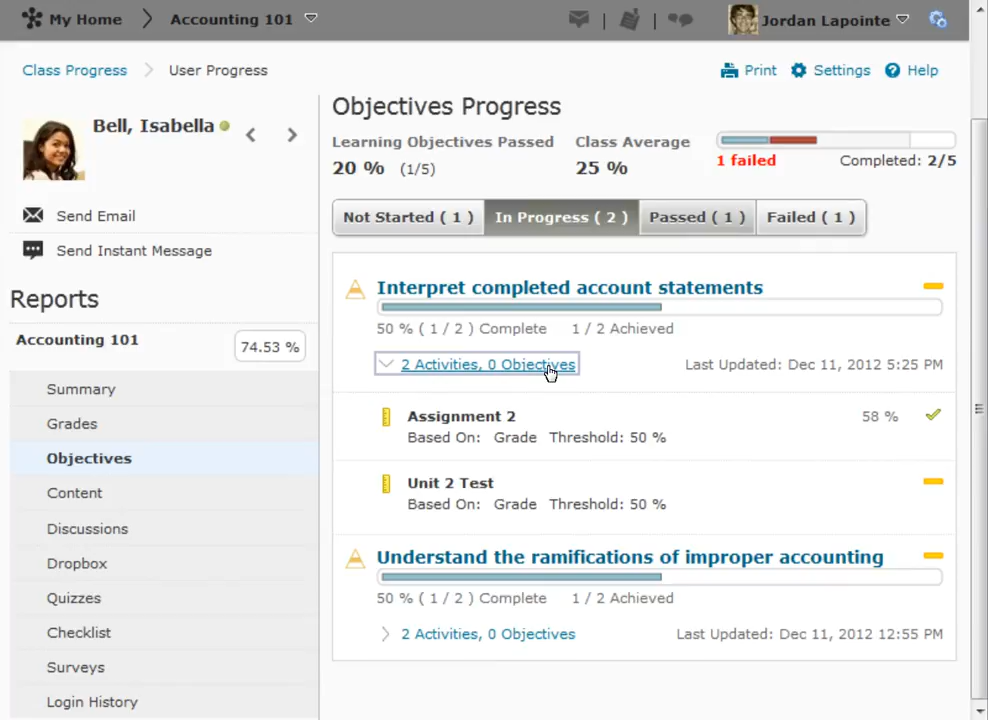 My Home Accounting 101 Jordan Lapointe
Class Progress User Progress Print Settings Help
Bell, Isabella
Send Email
Send Instant Message
Reports
Accounting 101 74.53 %
Summary
Grades
Objectives
Content
Discussions
Dropbox
Quizzes
Checklist
Surveys
Login History
Objectives Progress
Learning Objectives Passed Class Average
20 % (1/5) 25 % 1 failed Completed: 2/5
Not Started ( 1 ) In Progress ( 2 ) Passed ( 1 ) Failed ( 1 )
Interpret completed account statements
50 % ( 1 / 2 ) Complete 1 / 2 Achieved
2 Activities, 0 Objectives Last Updated: Dec 11, 2012 5:25 PM
Assignment 2 58 %
Based On: Grade Threshold: 50 %
Unit 2 Test
Based On: Grade Threshold: 50 %
Understand the ramifications of improper accounting
50 % ( 1 / 2 ) Complete 1 / 2 Achieved
2 Activities, 0 Objectives Last Updated: Dec 11, 2012 12:55 PM